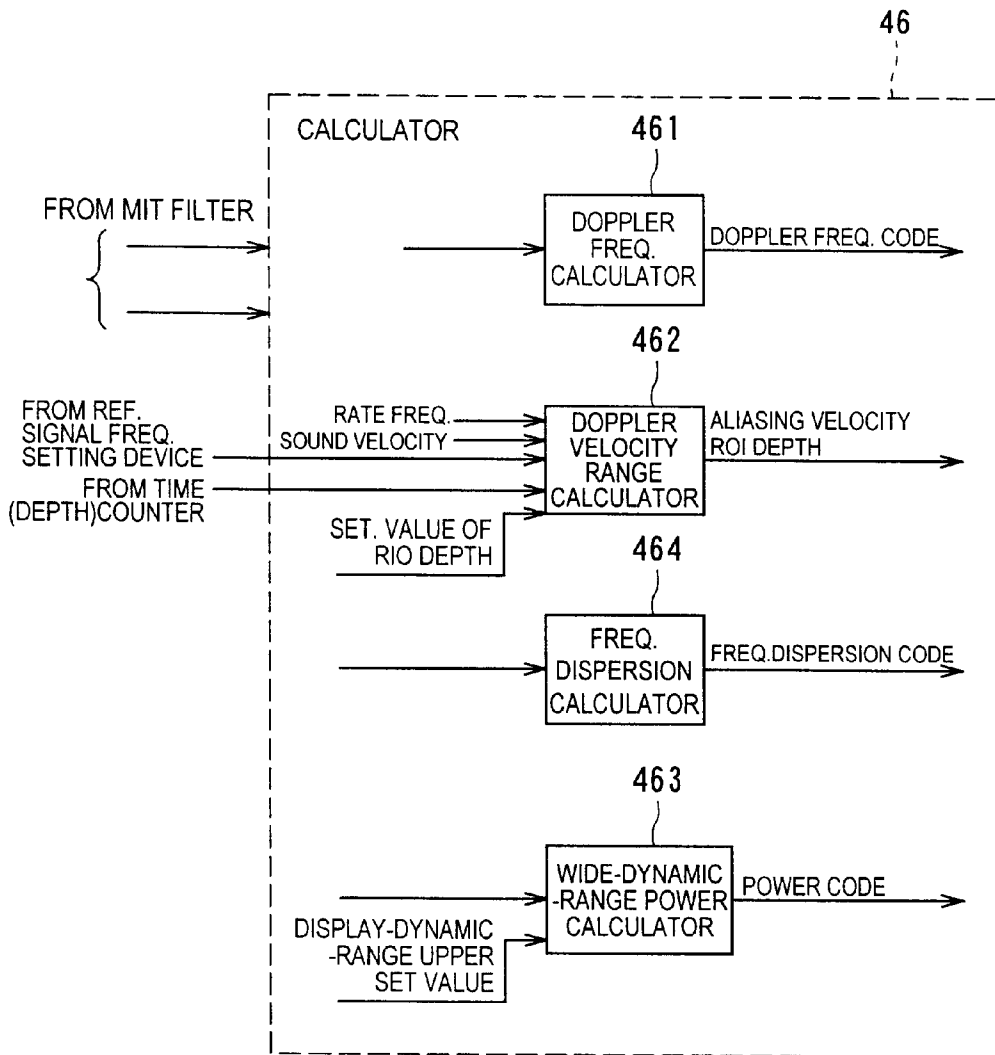 46
CALCULATOR
461
FROM MIT FILTER
DOPPLER
FREQ.
CALCULATOR
DOPPLER FREQ. CODE
462
FROM REF.
SIGNAL FREQ.
SETTING DEVICE
RATE FREQ.
SOUND VELOCITY
DOPPLER
VELOCITY
RANGE
CALCULATOR
ALIASING VELOCITY
ROI DEPTH
FROM TIME
(DEPTH)COUNTER
SET. VALUE OF
RIO DEPTH
464
FREQ.
DISPERSION
CALCULATOR
FREQ.DISPERSION CODE
463
WIDE-DYNAMIC
-RANGE POWER
CALCULATOR
POWER CODE
DISPLAY-DYNAMIC
-RANGE UPPER
SET VALUE